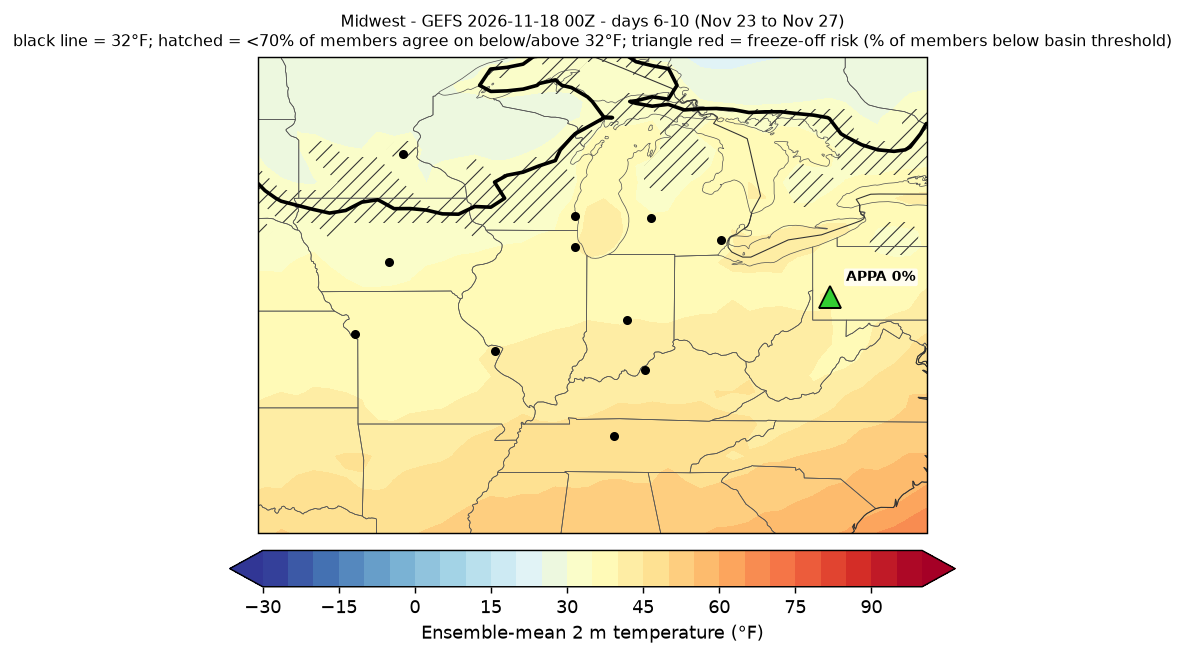 Midwest - GEFS 2026-11-18 00Z - days 6-10 (Nov 23 to Nov 27)
black line = 32°F; hatched = <70% of members agree on below/above 32°F; triangle red = freeze-off risk (% of members below basin threshold)
APPA 0%
−30 −15 0 15 30 45 60 75 90
Ensemble-mean 2 m temperature (°F)